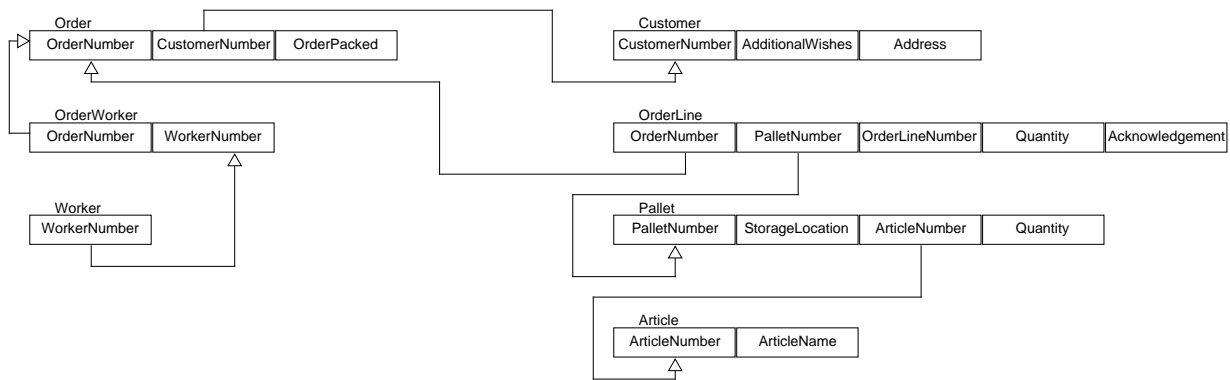 Order
OrderNumber CustomerNumber OrderPacked
Customer
CustomerNumber AdditionalWishes Address
OrderWorker
OrderNumber WorkerNumber
OrderLine
OrderNumber PalletNumber OrderLineNumber Quantity Acknowledgement
Worker
WorkerNumber
Pallet
PalletNumber StorageLocation ArticleNumber Quantity
Article
ArticleNumber ArticleName